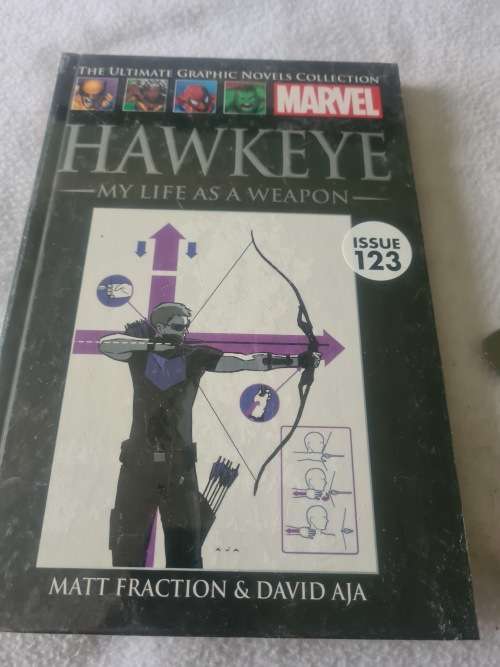 THE ULTIMATE GRAPHIC NOVELS COLLECTION
MARVEL
HAWKEYE
MY LIFE AS A WEAPON
ISSUE
123
AJA
MATT FRACTION & DAVID AJA